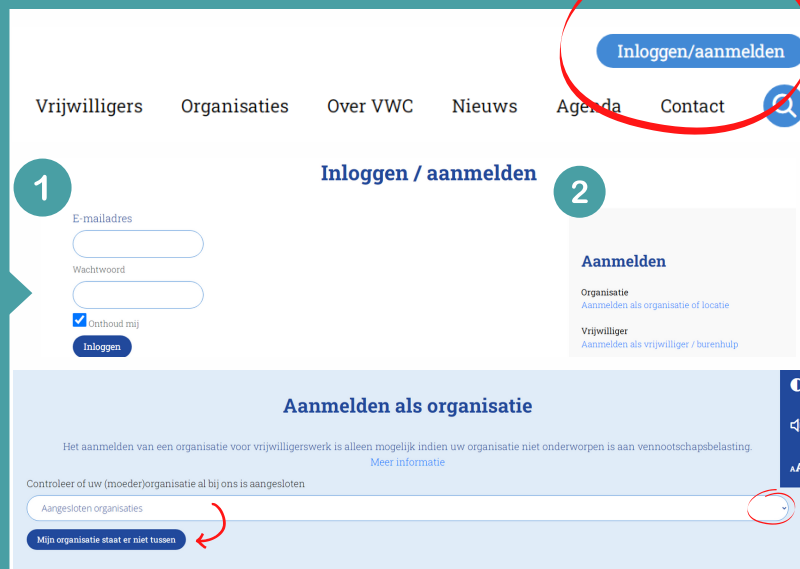 Inloggen/aanmelden
Vrijwilligers Organisaties Over VWC Nieuws Agenda Contact
Inloggen / aanmelden
1
E-mailadres
Wachtwoord
Onthoud mij
Inloggen
2
Aanmelden
Organisatie
Aanmelden als organisatie of locatie
Vrijwilliger
Aanmelden als vrijwilliger / burenhulp
Aanmelden als organisatie
Het aanmelden van een organisatie voor vrijwilligerswerk is alleen mogelijk indien uw organisatie niet onderworpen is aan vennootschapsbelasting.
Meer informatie
Controleer of uw (moeder)organisatie al bij ons is aangesloten
Aangesloten organisaties
Mijn organisatie staat er niet tussen
AA